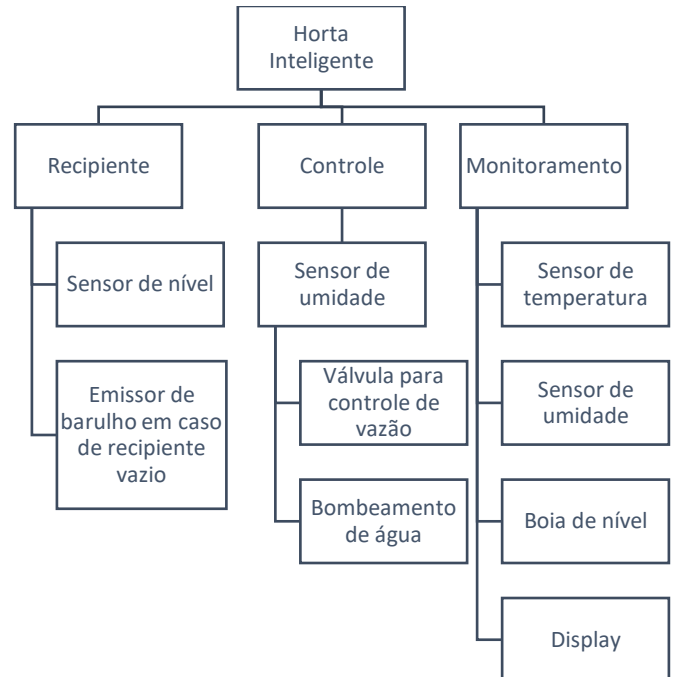 Horta
Inteligente
Recipiente
Controle
Monitoramento
Sensor de nível
Sensor de
umidade
Sensor de
temperatura
Emissor de
barulho em caso
de recipiente
vazio
Válvula para
controle de
vazão
Sensor de
umidade
Bombeamento
de água
Boia de nível
Display